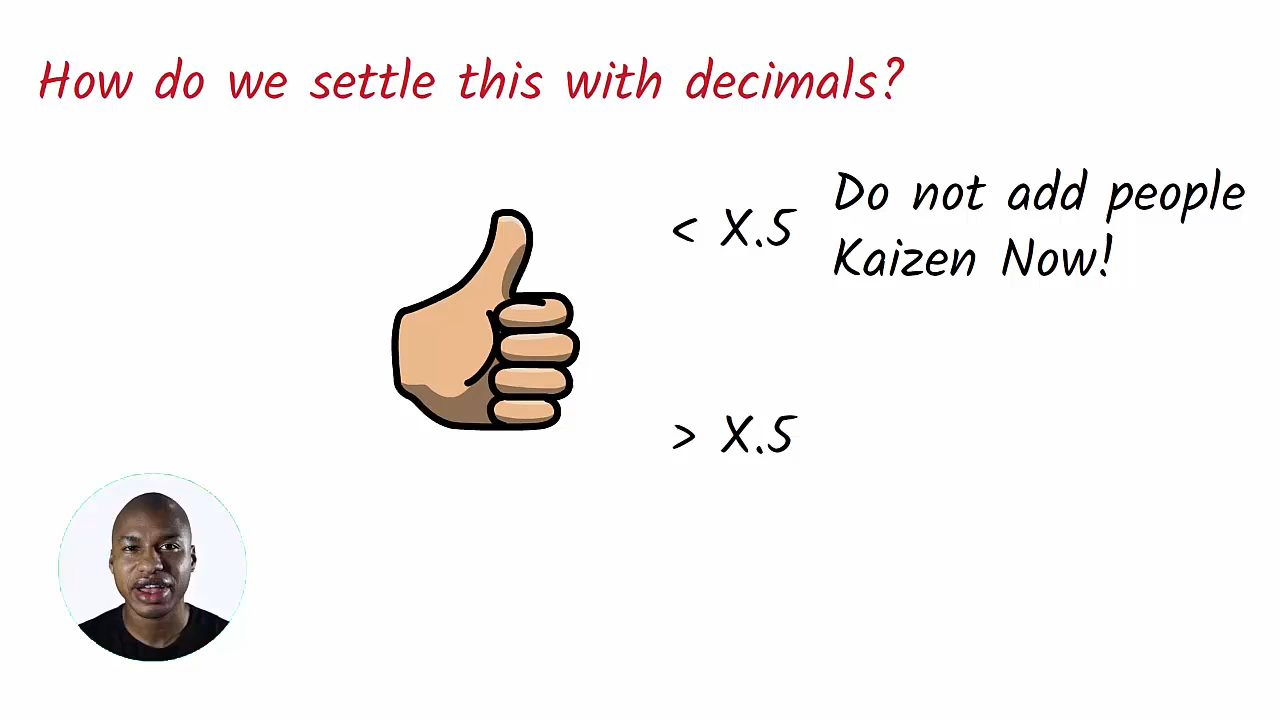 How do we settle this with decimals?
< X.5
Do not add people
Kaizen Now!
> X.5